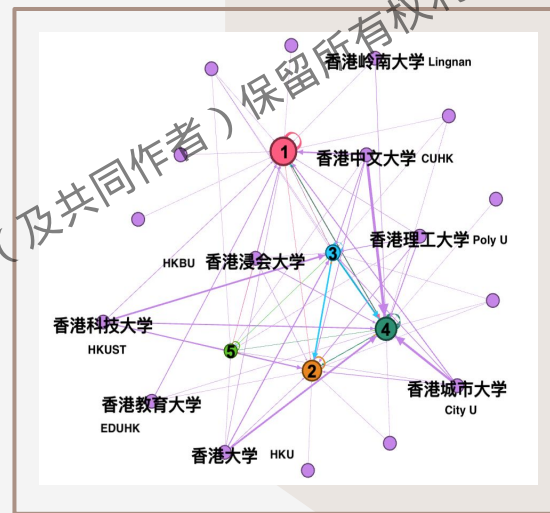 香港岭南大学 Lingnan
1
香港中文大学 CUHK
（及共同作者）保留所有权利
香港理工大学 Poly U
HKBU 香港浸会大学
3
香港科技大学
HKUST
4
5
2
香港教育大学
EDUHK
香港城市大学
City U
香港大学 HKU